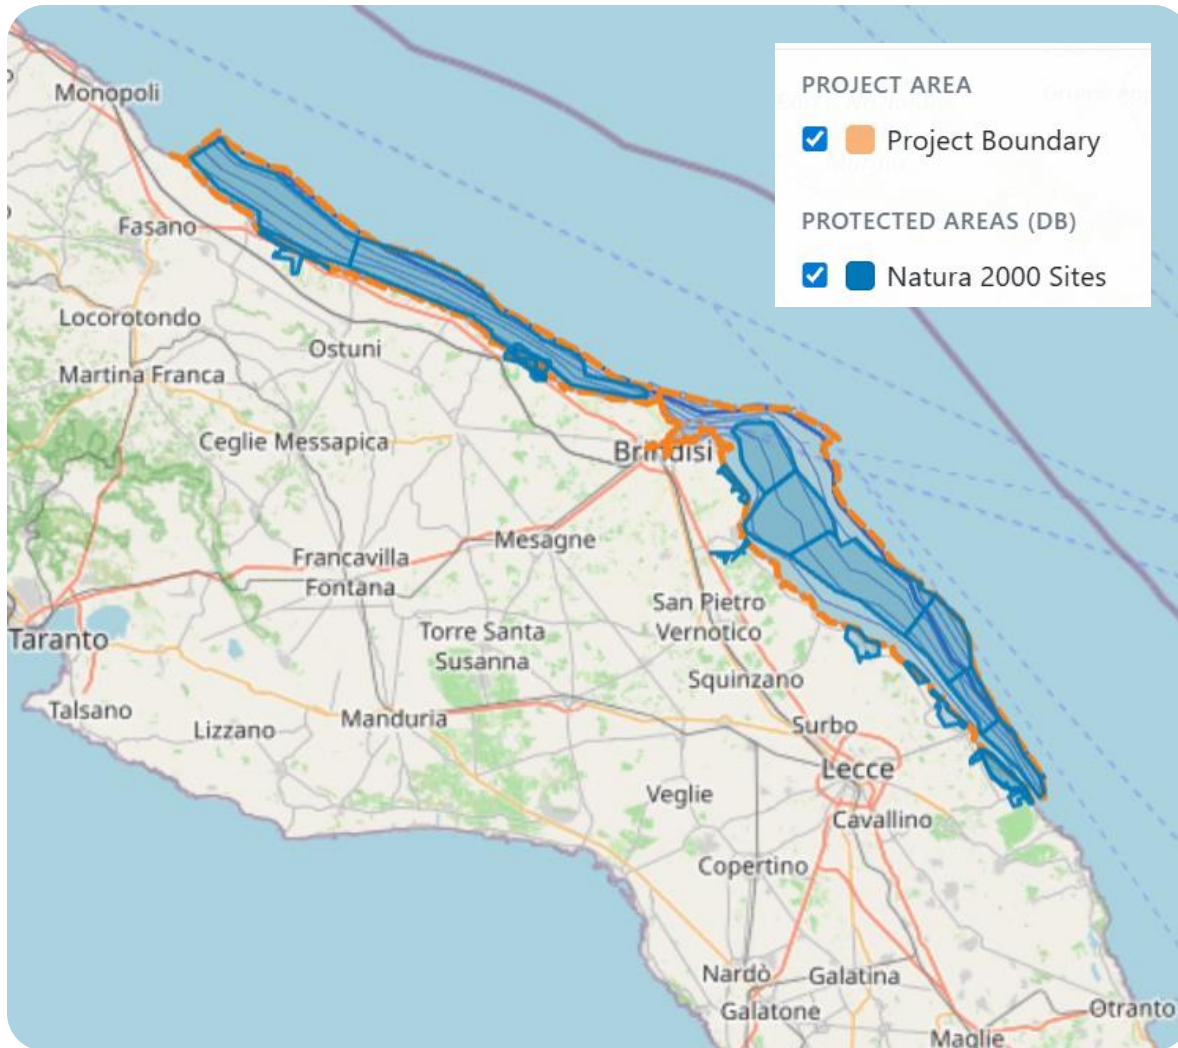 Monopoli
PROJECT AREA
Project Boundary
PROTECTED AREAS (DB)
Natura 2000 Sites
Fasano
Locorotondo
Ostuni
Martina Franca
Ceglie Messapica
Brindisi
Mesagne
Francavilla
Fontana
San Pietro
Vernotico
Taranto
Torre Santa
Susanna
Squinzano
Talsano
Lizzano
Manduria
Surbo
Lecce
Veglie
Cavallino
Copertino
Nardò
Galatina
Galatone
Otranto
Maglie